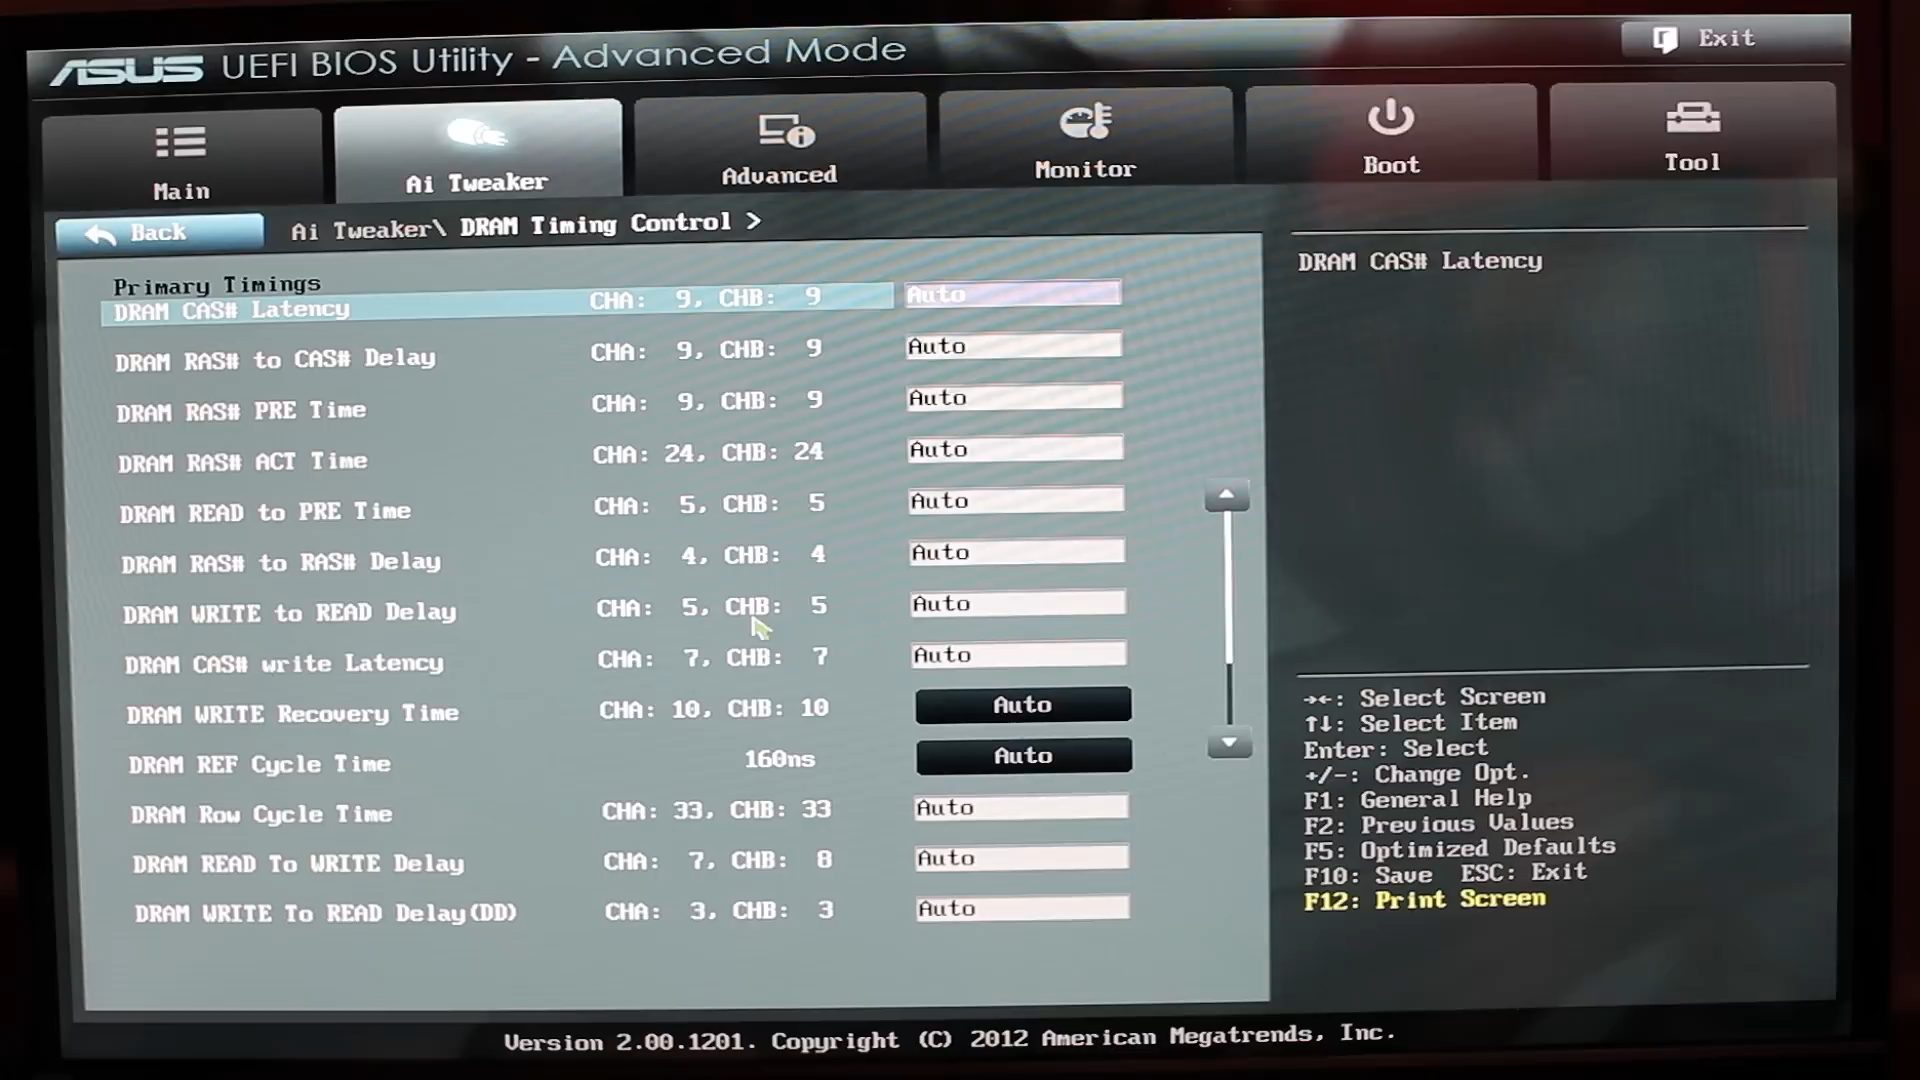 ASUS UEFI BIOS Utility - Advanced Mode
Exit
Main
Ai Tweaker
Advanced
Monitor
Boot
Tool
Back
Ai Tweaker\ DRAM Timing Control >
Primary Timings
DRAM CAS# Latency CHA: 9, CHB: 9 Auto
DRAM RAS# to CAS# Delay CHA: 9, CHB: 9 Auto
DRAM RAS# PRE Time CHA: 9, CHB: 9 Auto
DRAM RAS# ACT Time CHA: 24, CHB: 24 Auto
DRAM READ to PRE Time CHA: 5, CHB: 5 Auto
DRAM RAS# to RAS# Delay CHA: 4, CHB: 4 Auto
DRAM WRITE to READ Delay CHA: 5, CHB: 5 Auto
DRAM CAS# write Latency CHA: 7, CHB: 7 Auto
DRAM WRITE Recovery Time CHA: 10, CHB: 10 Auto
DRAM REF Cycle Time 160ns Auto
DRAM Row Cycle Time CHA: 33, CHB: 33 Auto
DRAM READ To WRITE Delay CHA: 7, CHB: 8 Auto
DRAM WRITE To READ Delay(DD) CHA: 3, CHB: 3 Auto
DRAM CAS# Latency
→←: Select Screen
↑↓: Select Item
Enter: Select
+/-: Change Opt.
F1: General Help
F2: Previous Values
F5: Optimized Defaults
F10: Save ESC: Exit
F12: Print Screen
Version 2.00.1201. Copyright (C) 2012 American Megatrends, Inc.